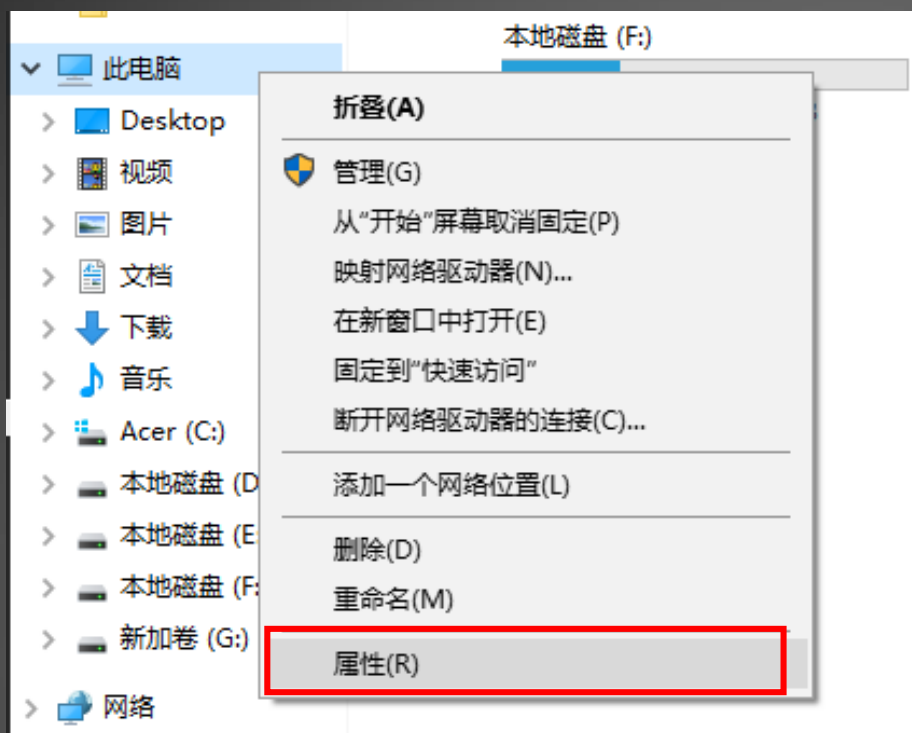 本地磁盘 (F:)
此电脑
Desktop
视频
图片
文档
下载
音乐
Acer (C:)
本地磁盘 (D
本地磁盘 (E:
本地磁盘 (F:
新加卷 (G:)
网络
折叠(A)
管理(G)
从“开始”屏幕取消固定(P)
映射网络驱动器(N)...
在新窗口中打开(E)
固定到“快速访问”
断开网络驱动器的连接(C)...
添加一个网络位置(L)
删除(D)
重命名(M)
属性(R)